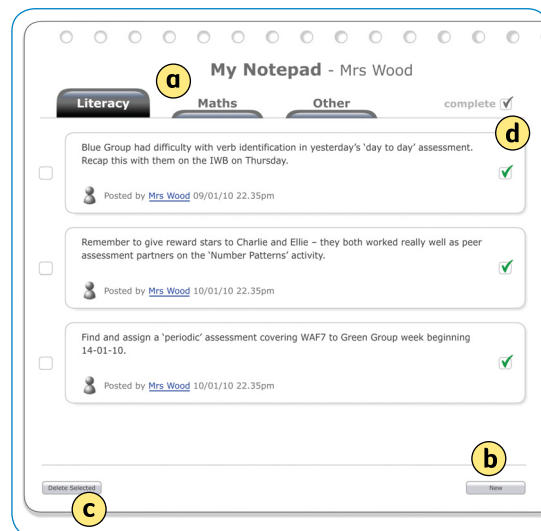 a
My Notepad - Mrs Wood
Literacy Maths Other complete
d
Blue Group had difficulty with verb identification in yesterday's 'day to day' assessment.
Recap this with them on the IWB on Thursday.
Posted by Mrs Wood 09/01/10 22.35pm
Remember to give reward stars to Charlie and Ellie – they both worked really well as peer
assessment partners on the 'Number Patterns' activity.
Posted by Mrs Wood 10/01/10 22.35pm
Find and assign a 'periodic' assessment covering WAF7 to Green Group week beginning
14-01-10.
Posted by Mrs Wood 10/01/10 22.35pm
b
Delete Selected New
c